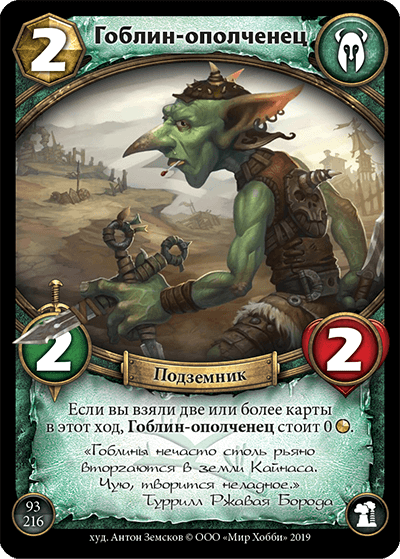 2
Гоблин-ополченец
2
2
Подземник
Если вы взяли две или более карты
в этот ход, Гоблин-ополченец стоит 0 .
«Гоблины нечасто столь рьяно
вторгаются в земли Кайнаса.
Чую, творится неладное.»
Туррилл Ржавая Борода
93
216
худ. Антон Земсков © ООО «Мир Хобби» 2019